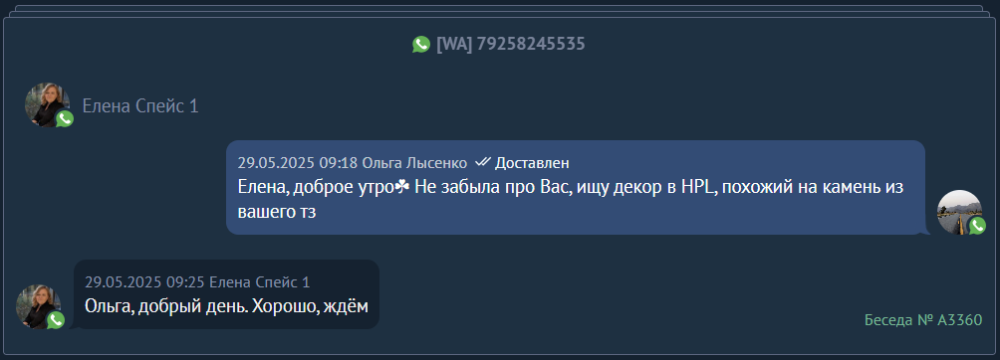 [WA] 79258245535
Елена Спейс 1
29.05.2025 09:18 Ольга Лысенко ✓✓ Доставлен
Елена, доброе утро☘ Не забыла про Вас, ищу декор в HPL, похожий на камень из
вашего тз
29.05.2025 09:25 Елена Спейс 1
Ольга, добрый день. Хорошо, ждём
Беседа № A3360